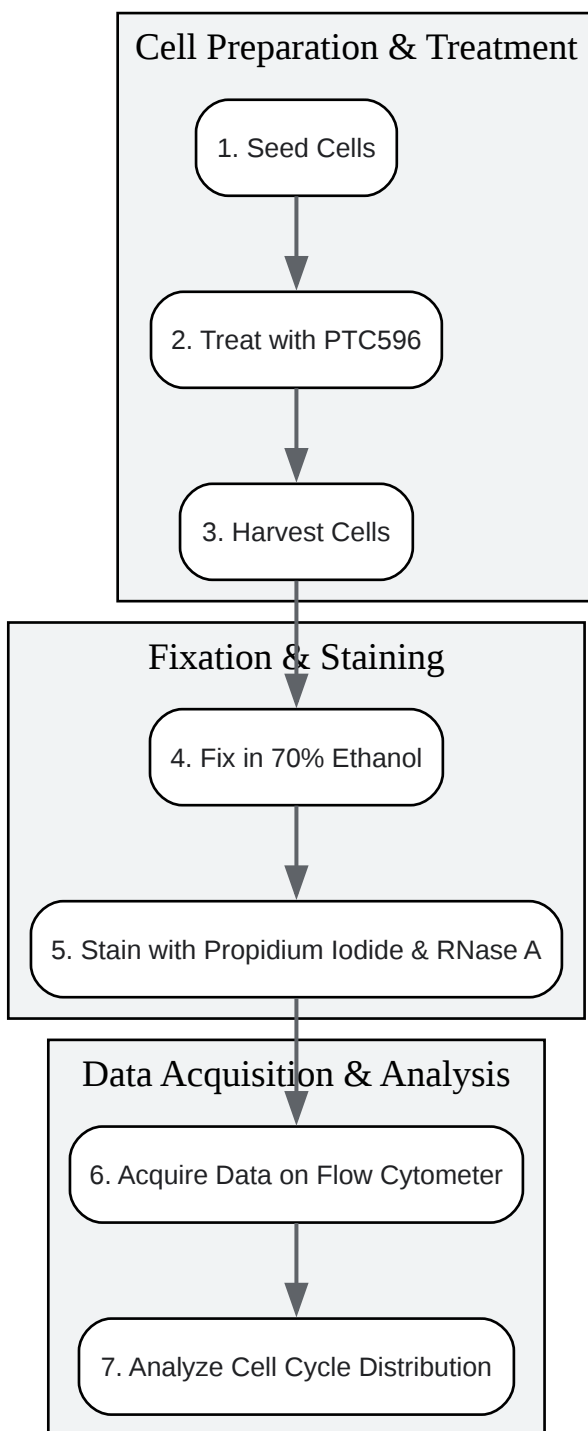 Cell Preparation & Treatment
1. Seed Cells
2. Treat with PTC596
3. Harvest Cells
Fixation & Staining
4. Fix in 70% Ethanol
5. Stain with Propidium Iodide & RNase A
Data Acquisition & Analysis
6. Acquire Data on Flow Cytometer
7. Analyze Cell Cycle Distribution